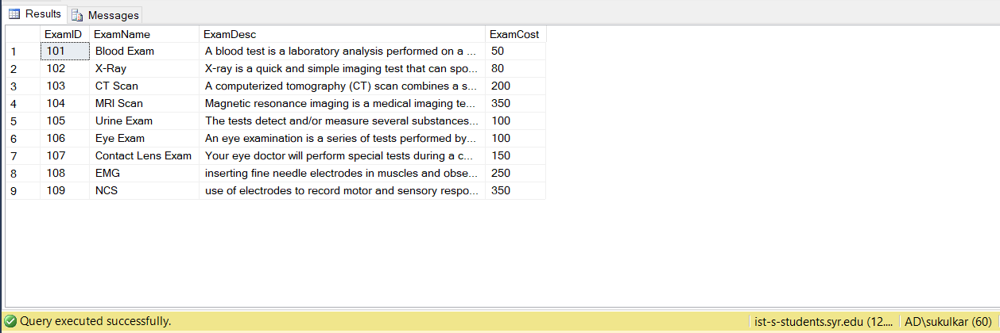 Results Messages
ExamID ExamName ExamDesc ExamCost
1 101 Blood Exam A blood test is a laboratory analysis performed on a ... 50
2 102 X-Ray X-ray is a quick and simple imaging test that can spo... 80
3 103 CT Scan A computerized tomography (CT) scan combines a s... 200
4 104 MRI Scan Magnetic resonance imaging is a medical imaging te... 350
5 105 Urine Exam The tests detect and/or measure several substances... 100
6 106 Eye Exam An eye examination is a series of tests performed by... 100
7 107 Contact Lens Exam Your eye doctor will perform special tests during a c... 150
8 108 EMG inserting fine needle electrodes in muscles and obse... 250
9 109 NCS use of electrodes to record motor and sensory respo... 350
Query executed successfully. ist-s-students.syr.edu (12.... AD\sukulkar (60)